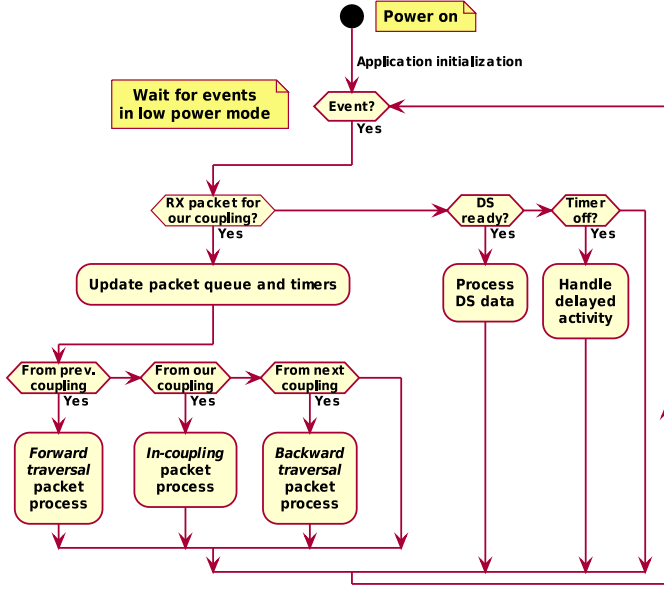 Power on
Application initialization
Wait for events
in low power mode
Event?
Yes
RX packet for
our coupling?
Yes
DS
ready?
Yes
Timer
off?
Yes
Update packet queue and timers
Process
DS data
Handle
delayed
activity
From prev.
coupling
Yes
From our
coupling
Yes
From next
coupling
Yes
Forward
traversal
packet
process
In-coupling
packet
process
Backward
traversal
packet
process